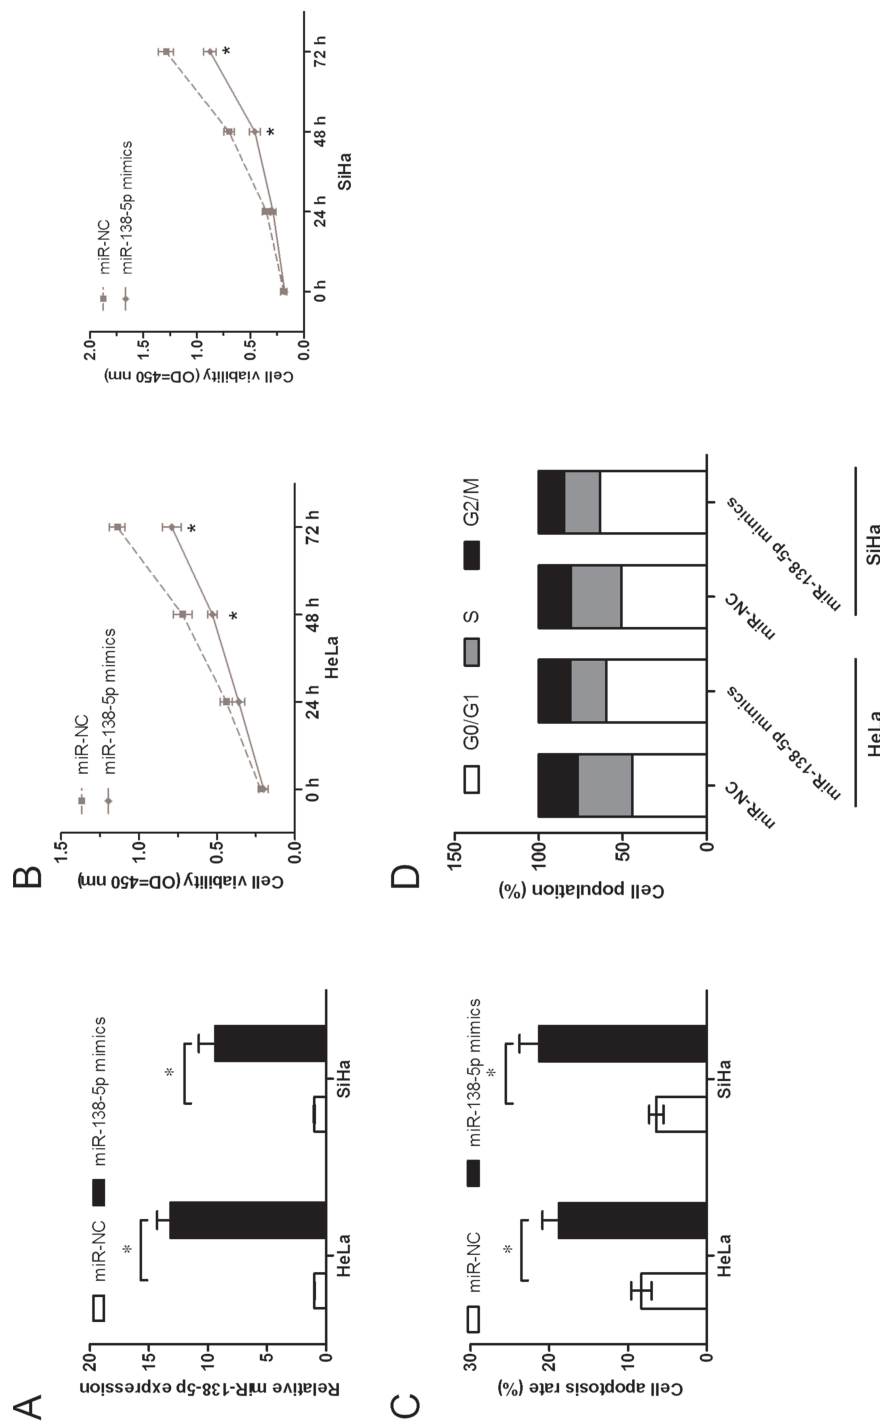 A
Relative miR-138-5p expression
20
15
10
5
0
miR-NC
miR-138-5p mimics
*
*
HeLa
SiHa
B
Cell viability (OD=450 nm)
1.5
1.0
0.5
0.0
miR-NC
miR-138-5p mimics
*
*
0 h
24 h
48 h
72 h
HeLa
Cell viability (OD=450 nm)
2.0
1.5
1.0
0.5
0.0
miR-NC
miR-138-5p mimics
*
*
0 h
24 h
48 h
72 h
SiHa
C
Cell apoptosis rate (%)
30
20
10
0
miR-NC
miR-138-5p mimics
*
*
HeLa
SiHa
D
Cell population (%)
150
100
50
0
G0/G1
S
G2/M
miR-NC
miR-138-5p mimics
miR-NC
miR-138-5p mimics
HeLa
SiHa